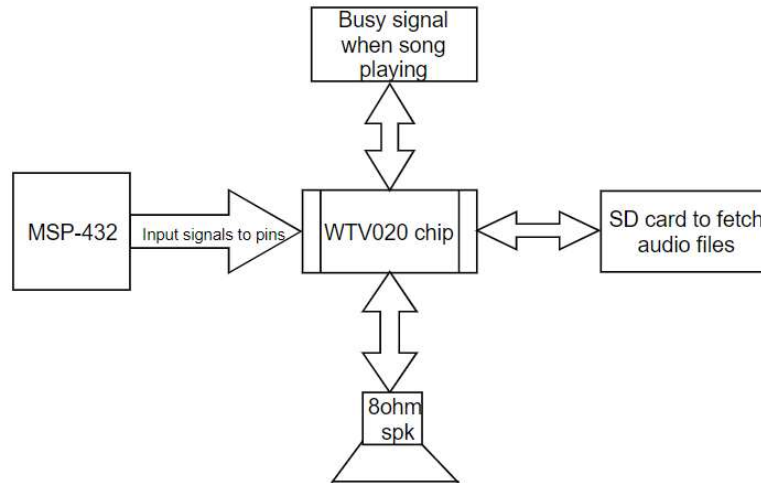 Busy signal
when song
playing
MSP-432
Input signals to pins
WTV020 chip
SD card to fetch
audio files
8ohm
spk